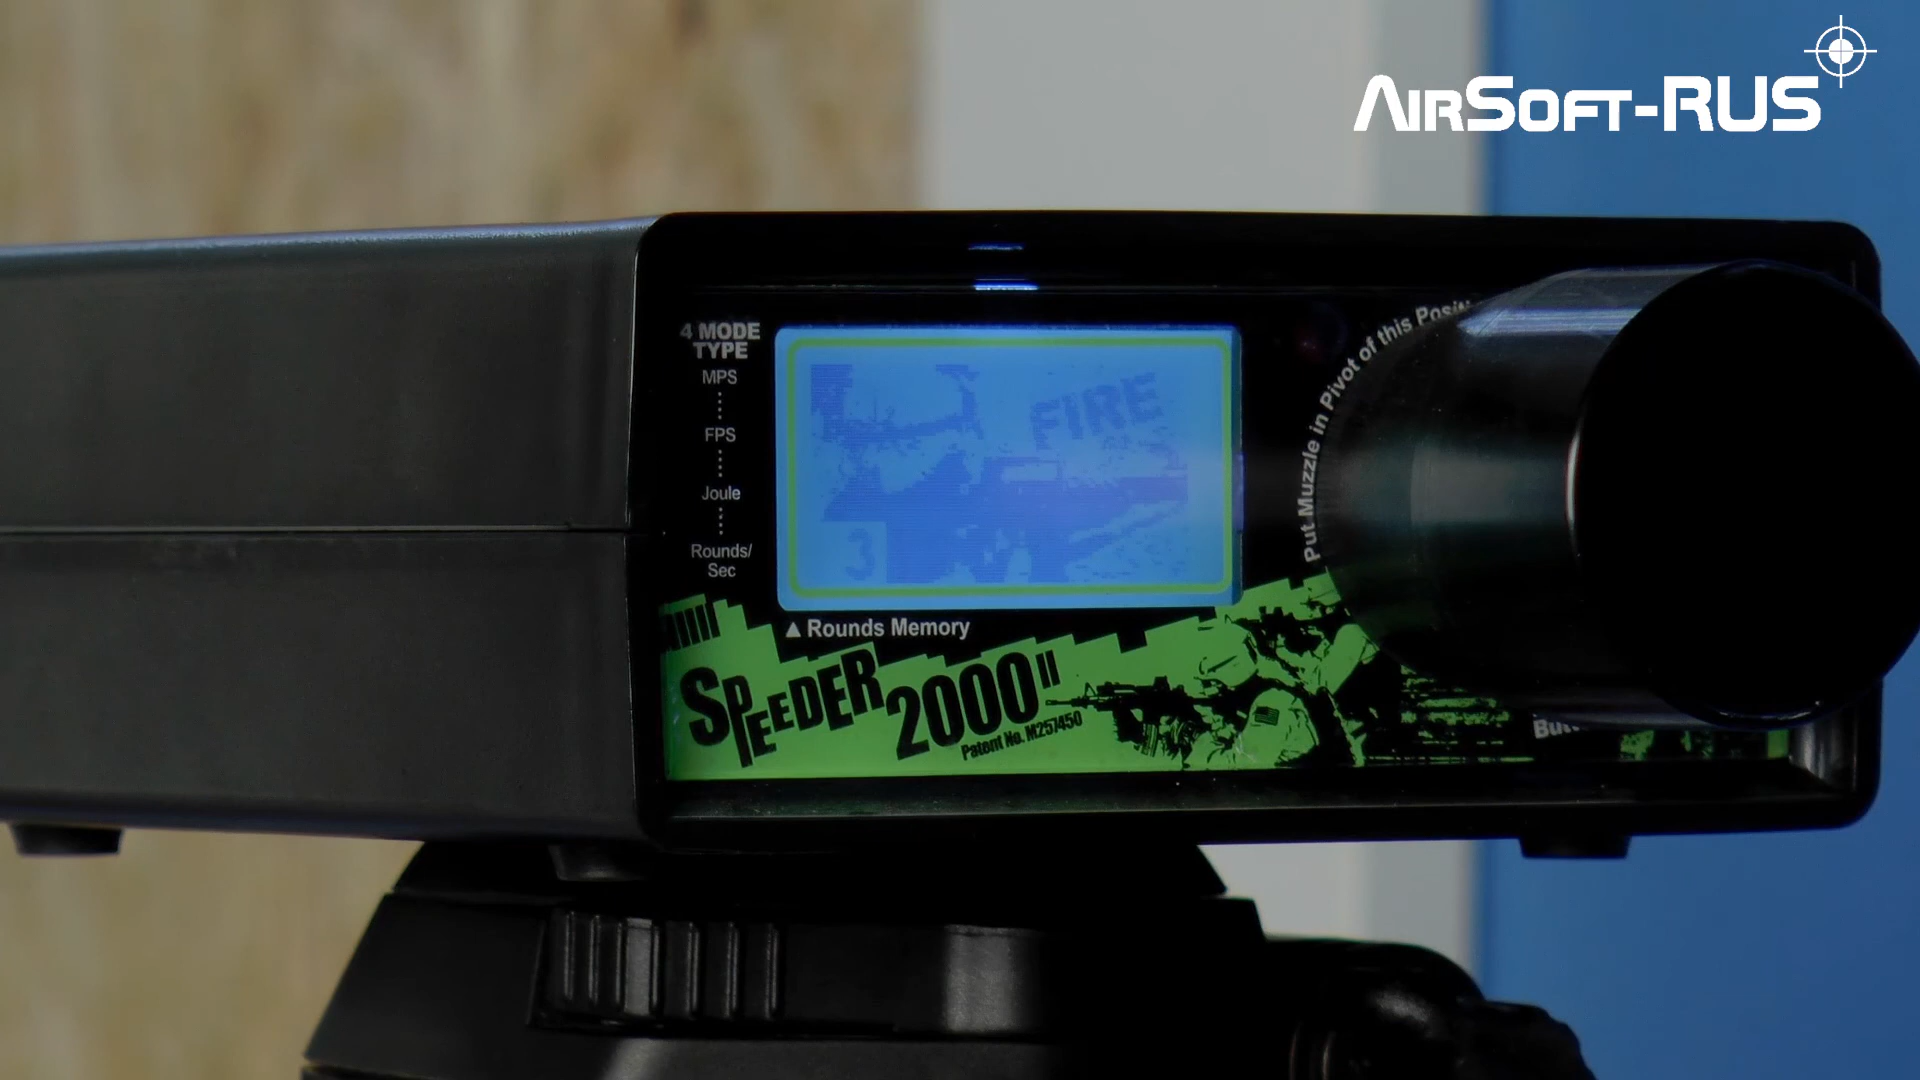 AIRSOFT-RUS
4 MODE
TYPE
MPS
FPS
Joule
Rounds/
Sec
FIRE
3
▲ Rounds Memory
Put Muzzle in Pivot of this
SPEEDER 2000"
Patent No. M257450